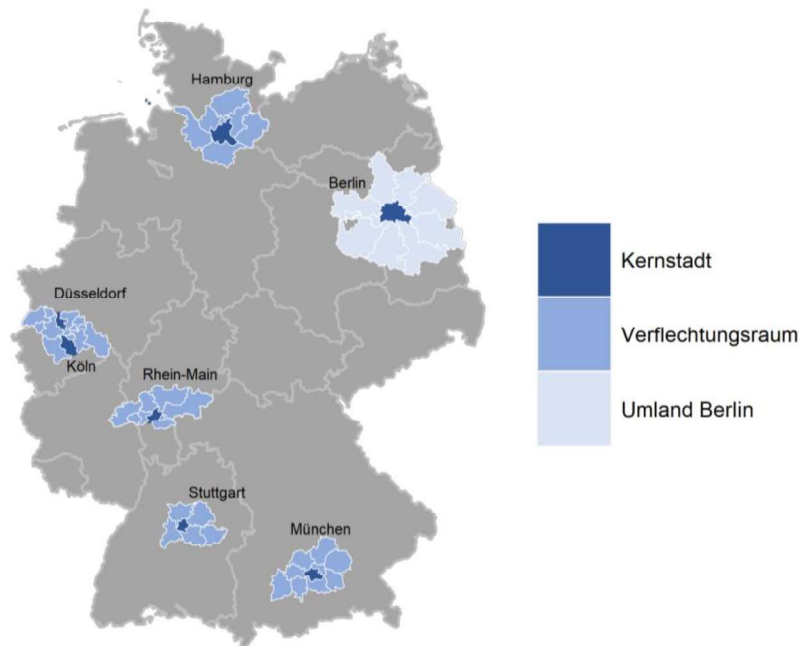 Hamburg
Berlin
Düsseldorf
Köln
Rhein-Main
Stuttgart
München
Kernstadt
Verflechtungsraum
Umland Berlin